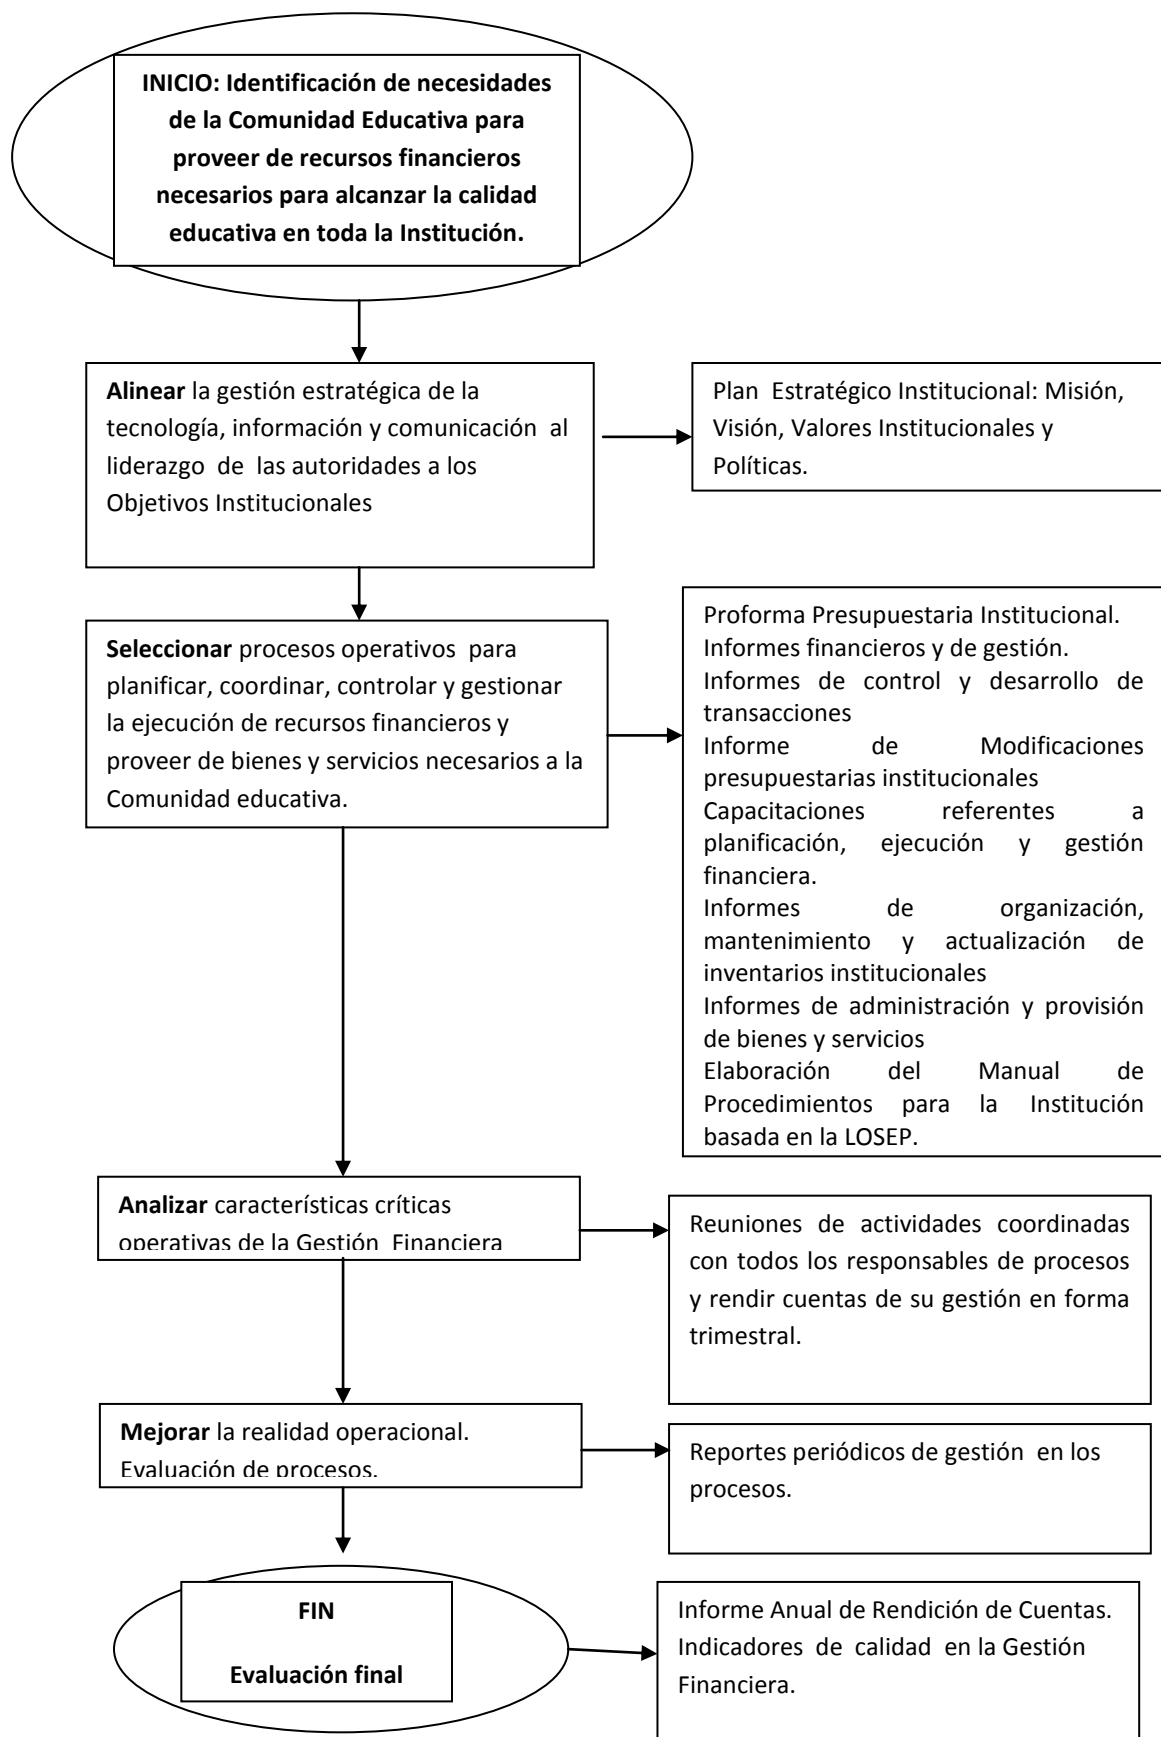 INICIO: Identificación de necesidades
de la Comunidad Educativa para
proveer de recursos financieros
necesarios para alcanzar la calidad
educativa en toda la Institución.
Alinear la gestión estratégica de la
tecnología, información y comunicación al
liderazgo de las autoridades a los
Objetivos Institucionales
Plan Estratégico Institucional: Misión,
Visión, Valores Institucionales y
Políticas.
Seleccionar procesos operativos para
planificar, coordinar, controlar y gestionar
la ejecución de recursos financieros y
proveer de bienes y servicios necesarios a la
Comunidad educativa.
Proforma Presupuestaria Institucional.
Informes financieros y de gestión.
Informes de control y desarrollo de
transacciones
Informe de Modificaciones
presupuestarias institucionales
Capacitaciones referentes a
planificación, ejecución y gestión
financiera.
Informes de organización,
mantenimiento y actualización de
inventarios institucionales
Informes de administración y provisión
de bienes y servicios
Elaboración del Manual de
Procedimientos para la Institución
basada en la LOSEP.
Analizar características críticas
operativas de la Gestión Financiera
Reuniones de actividades coordinadas
con todos los responsables de procesos
y rendir cuentas de su gestión en forma
trimestral.
Mejorar la realidad operacional.
Evaluación de procesos.
Reportes periódicos de gestión en los
procesos.
FIN
Evaluación final
Informe Anual de Rendición de Cuentas.
Indicadores de calidad en la Gestión
Financiera.